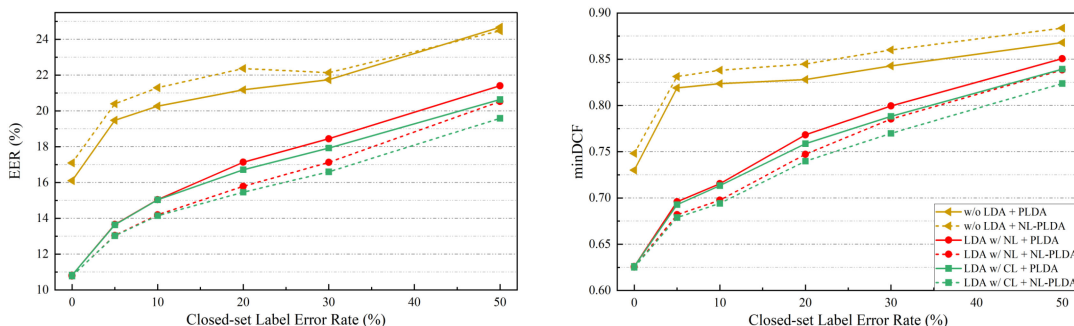 24
22
20
18
16
14
12
10
EER (%)
0
10
20
30
40
50
Closed-set Label Error Rate (%)
0.90
0.85
0.80
0.75
0.70
0.65
0.60
minDCF
w/o LDA + PLDA
w/o LDA + NL-PLDA
LDA w/ NL + PLDA
LDA w/ NL + NL-PLDA
LDA w/ CL + PLDA
LDA w/ CL + NL-PLDA
0
10
20
30
40
50
Closed-set Label Error Rate (%)